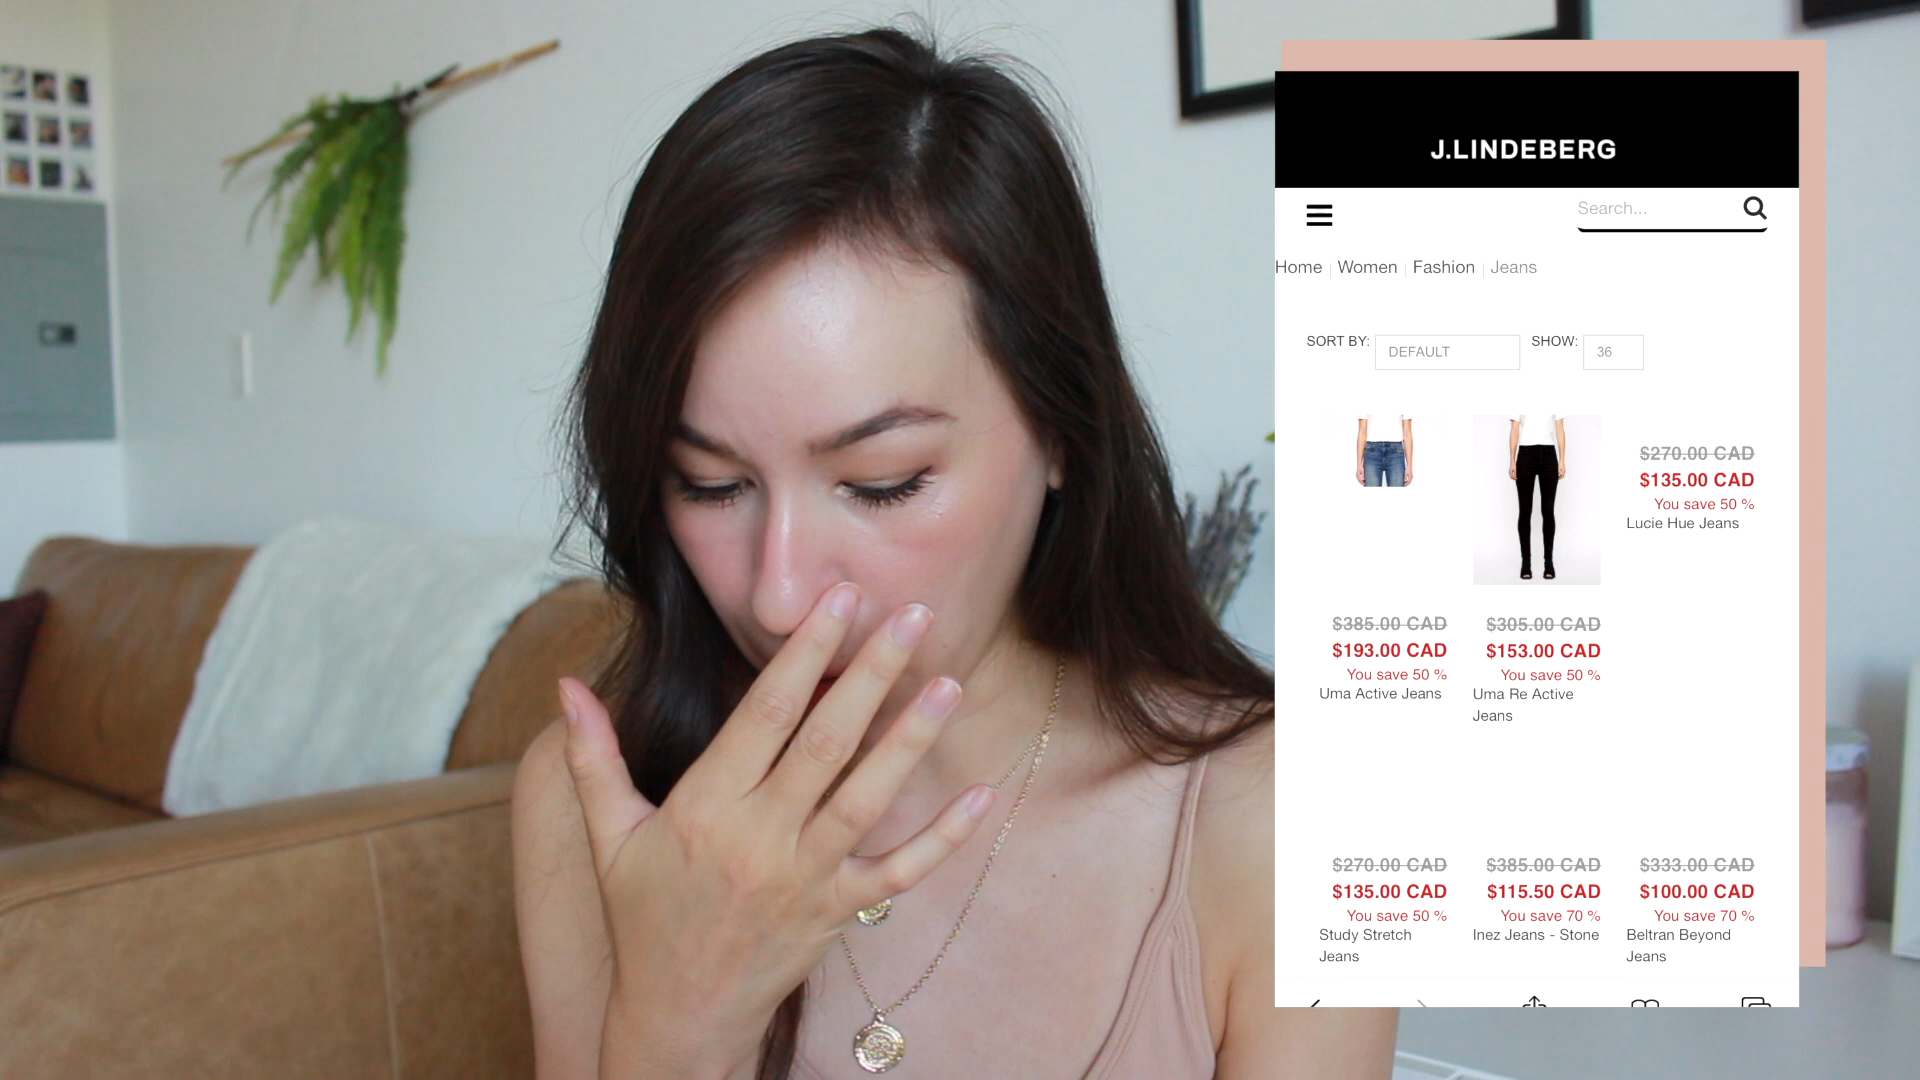 J.LINDEBERG
Search...
Home Women Fashion Jeans
SORT BY: DEFAULT SHOW: 36
$270.00 CAD
$135.00 CAD
You save 50 %
Lucie Hue Jeans
$385.00 CAD
$193.00 CAD
You save 50 %
Uma Active Jeans
$305.00 CAD
$153.00 CAD
You save 50 %
Uma Re Active
Jeans
$270.00 CAD
$135.00 CAD
You save 50 %
Study Stretch
Jeans
$385.00 CAD
$115.50 CAD
You save 70 %
Inez Jeans - Stone
$333.00 CAD
$100.00 CAD
You save 70 %
Beltran Beyond
Jeans